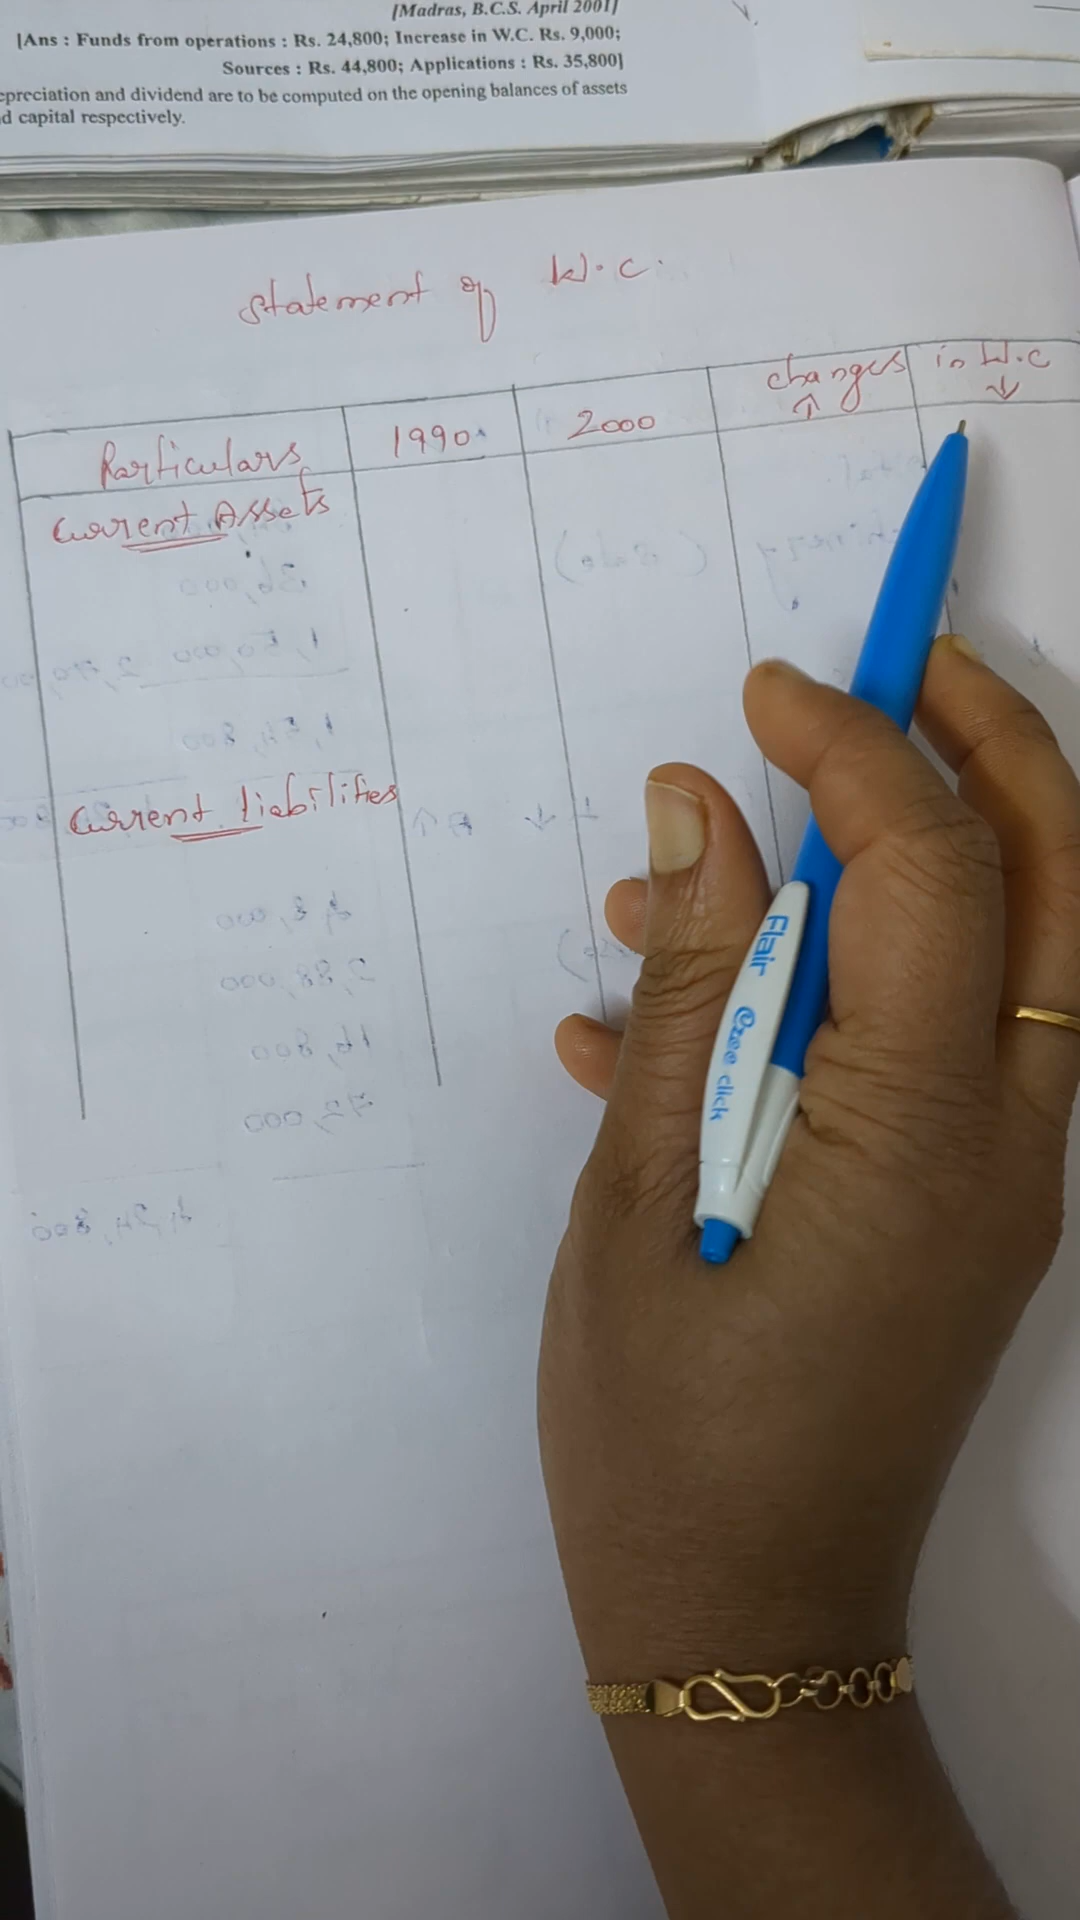 [Madras, B.C.S. April 2001]
[Ans : Funds from operations : Rs. 24,800; Increase in W.C. Rs. 9,000;
Sources : Rs. 44,800; Applications : Rs. 35,800]
epreciation and dividend are to be computed on the opening balances of assets
d capital respectively.
Statement of W.C.
Particulars 1990 2000 changes in W.C
↑ ↓
Current Assets
Current liabilities
Flair Ezee click